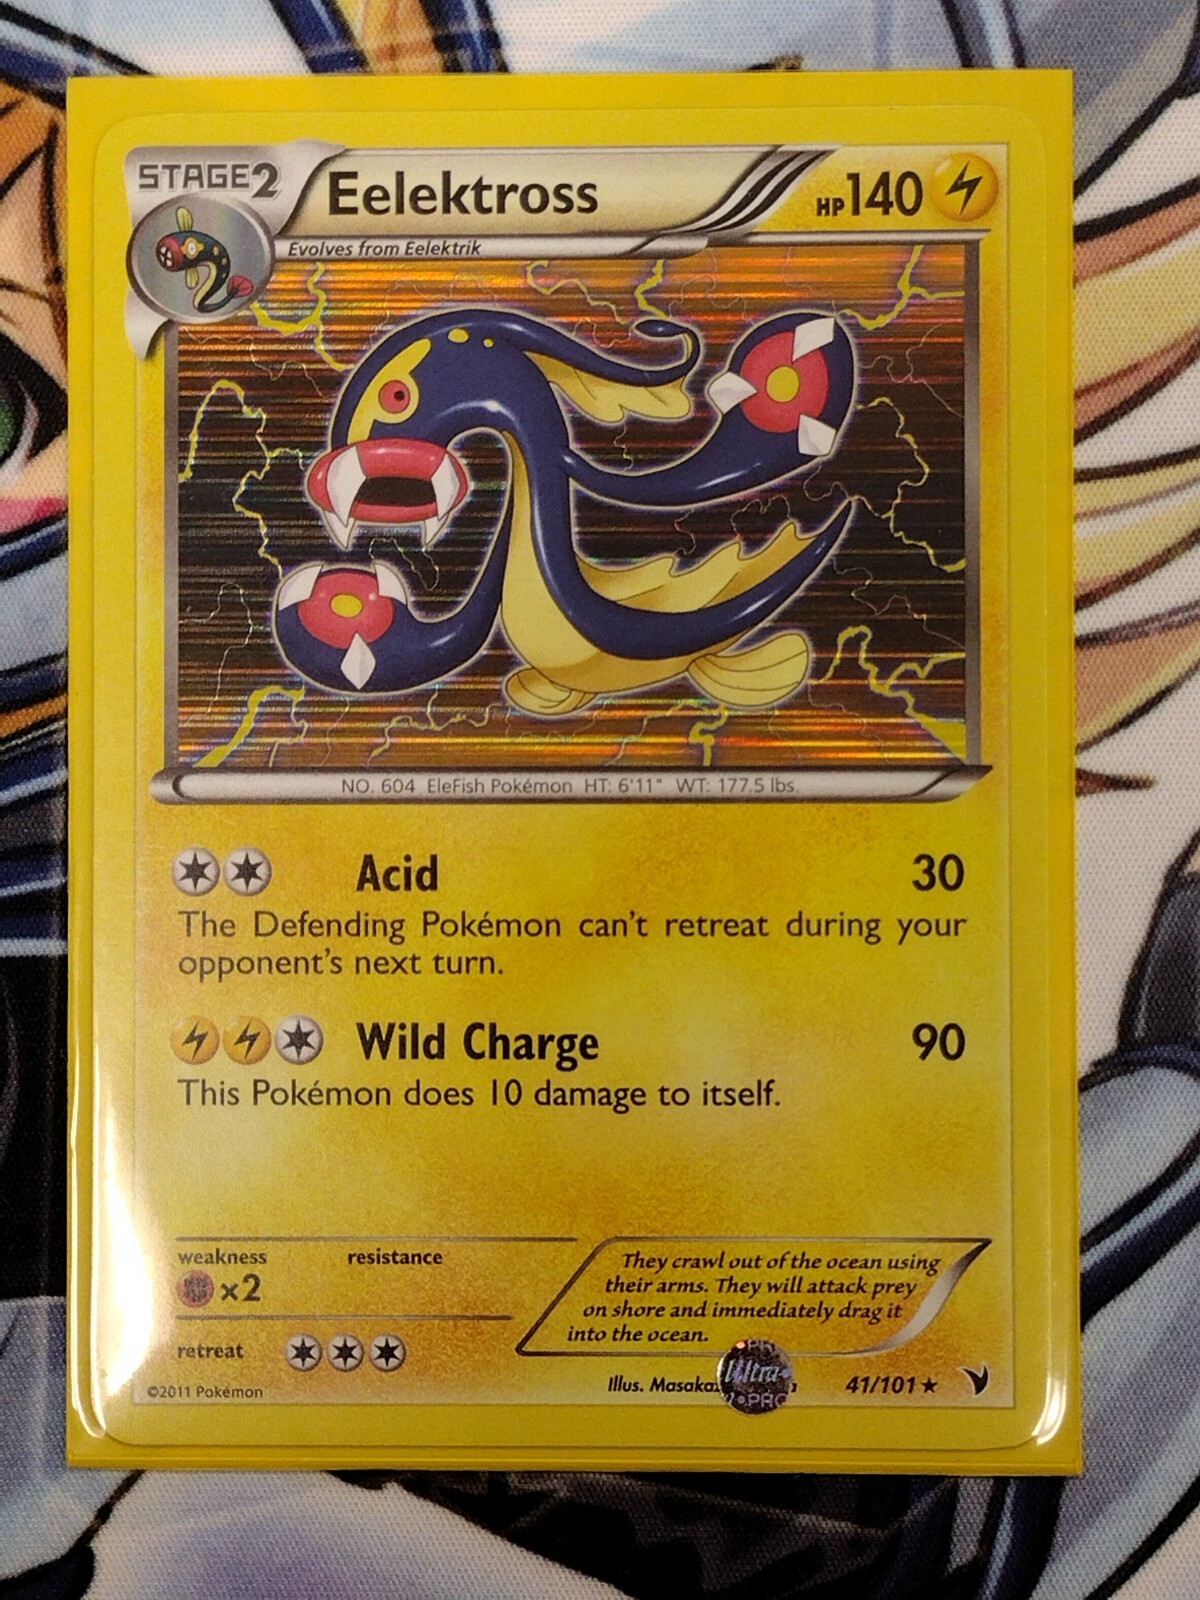 STAGE2
Eelektross
HP140
Evolves from Eelektrik
NO. 604 EleFish Pokémon HT: 6'11" WT: 177.5 lbs.
Acid 30
The Defending Pokémon can't retreat during your
opponent's next turn.
Wild Charge 90
This Pokémon does 10 damage to itself.
weakness resistance
×2
retreat
They crawl out of the ocean using
their arms. They will attack prey
on shore and immediately drag it
into the ocean.
©2011 Pokémon
Illus.
Ultra
PRO
41/101★